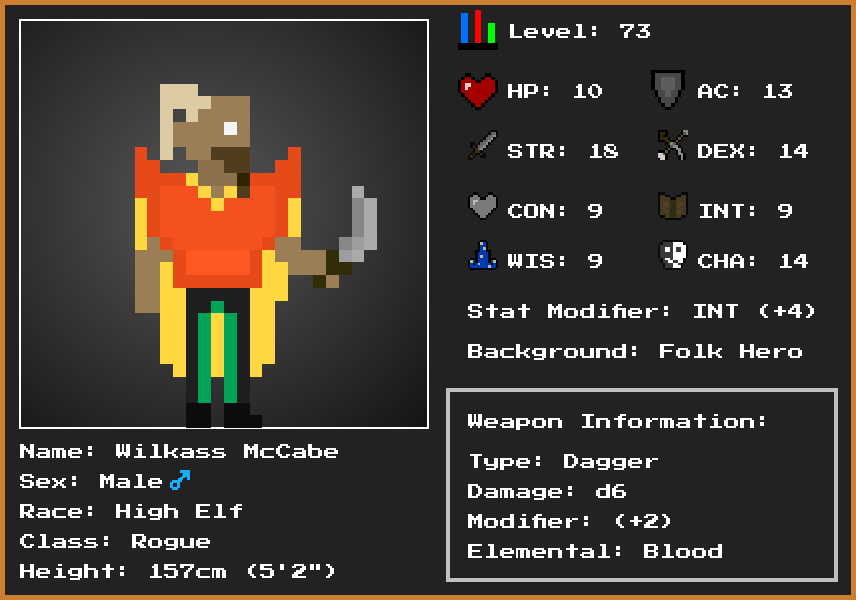 Level: 73
HP: 10 AC: 13
STR: 18 DEX: 14
CON: 9 INT: 9
WIS: 9 CHA: 14
Stat Modifier: INT (+4)
Background: Folk Hero
Weapon Information:
Type: Dagger
Damage: d6
Modifier: (+2)
Elemental: Blood
Name: Wilkass McCabe
Sex: Male♂
Race: High Elf
Class: Rogue
Height: 157cm (5'2")